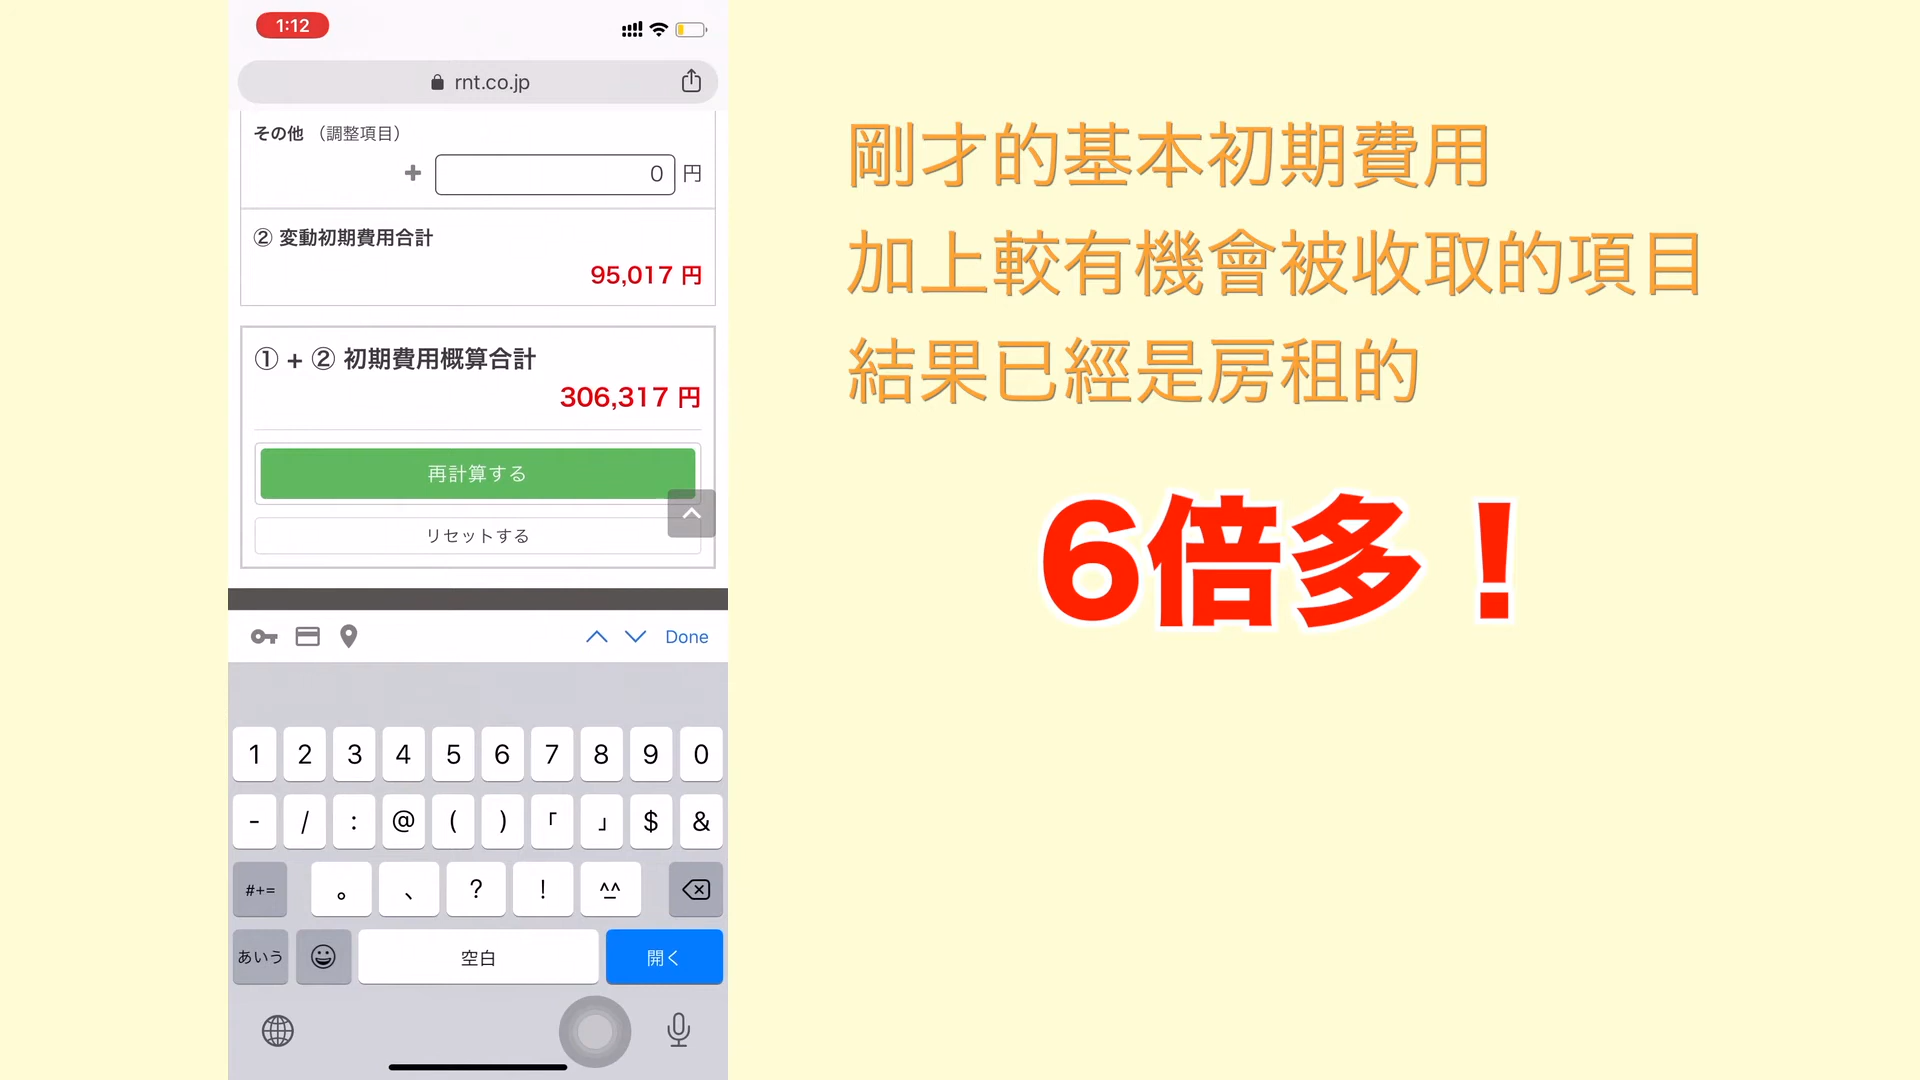 1:12
rnt.co.jp
その他 （調整項目）
+ 0 円
② 変動初期費用合計
95,017 円
① + ② 初期費用概算合計
306,317 円
再計算する
リセットする
Done
1 2 3 4 5 6 7 8 9 0
- / : @ ( ) 「 」 $ &
#+= 。 、 ? ! ^^
あいう 空白 開く
剛才的基本初期費用
加上較有機會被收取的項目
結果已經是房租的
6倍多！